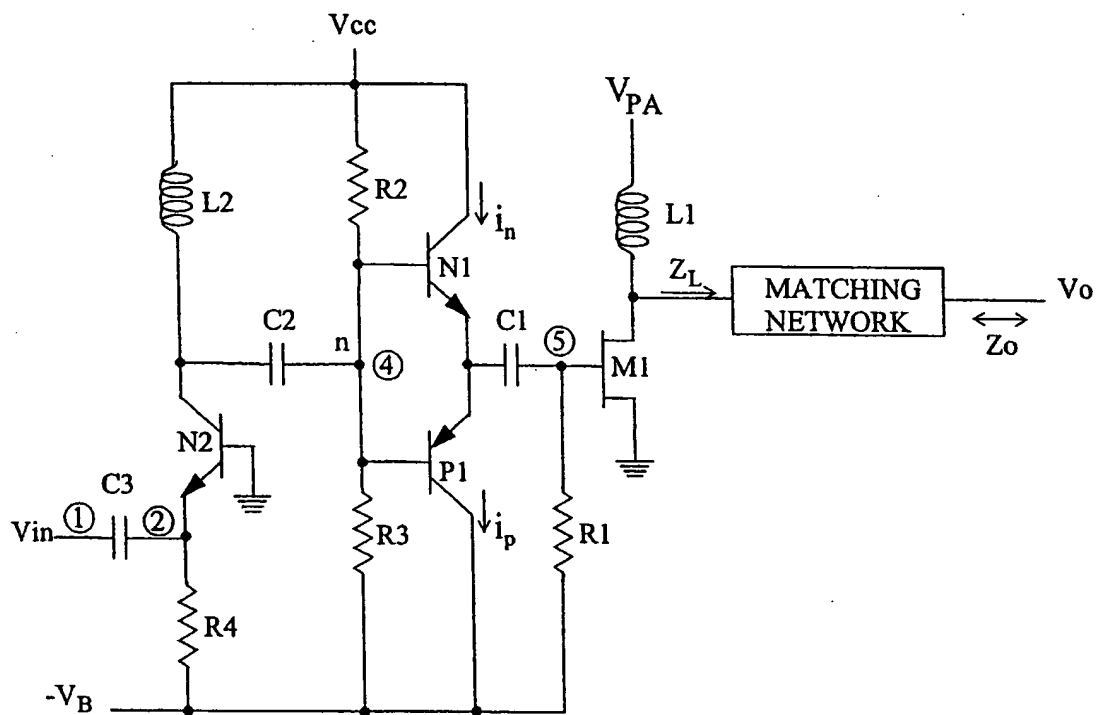 Vcc
V_PA
L2
R2
i_n
L1
N1
Z_L
MATCHING
NETWORK
Vo
Zo
C2
n
④
C1
⑤
M1
N2
P1
C3
Vin
①
②
R3
i_p
R1
R4
-V_B